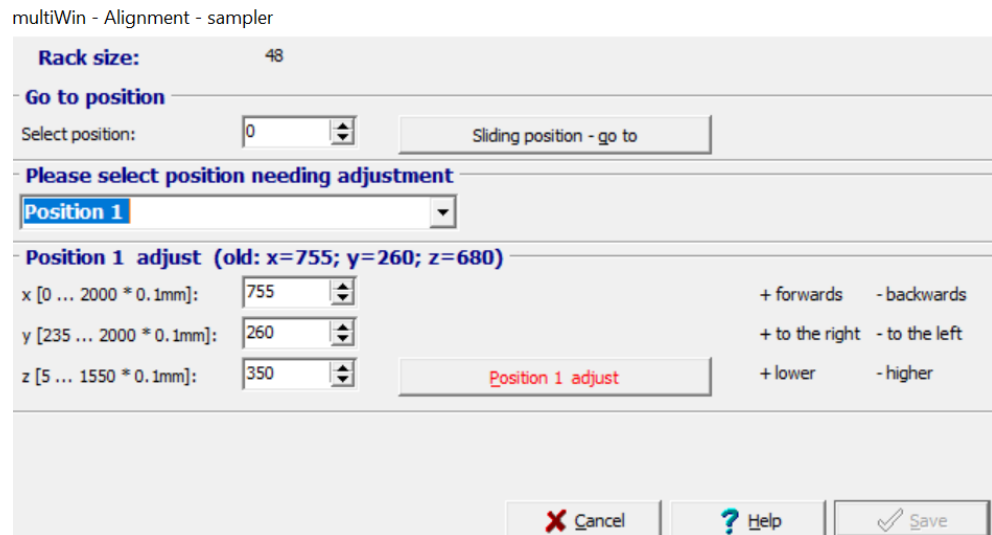 multiWin - Alignment - sampler
Rack size: 48
Go to position
Select position: 0 Sliding position - go to
Please select position needing adjustment
Position 1
Position 1 adjust (old: x=755; y=260; z=680)
x [0 ... 2000 * 0.1mm]: 755 + forwards - backwards
y [235 ... 2000 * 0.1mm]: 260 + to the right - to the left
z [5 ... 1550 * 0.1mm]: 350 Position 1 adjust + lower - higher
Cancel ? Help Save